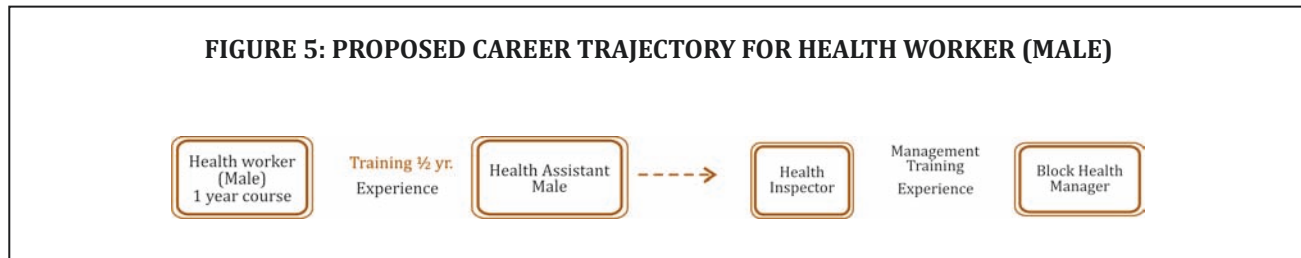 FIGURE 5: PROPOSED CAREER TRAJECTORY FOR HEALTH WORKER (MALE)
Health worker
(Male)
1 year course
Training ½ yr.
Experience
Health Assistant
Male
Health
Inspector
Management
Training
Experience
Block Health
Manager